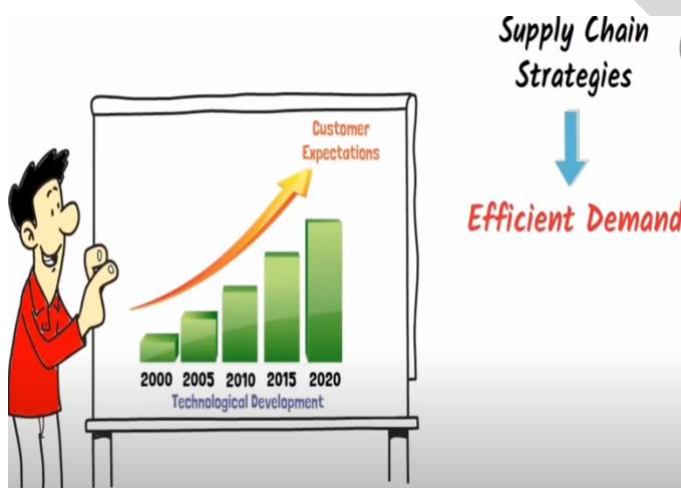 Supply Chain
Strategies
Efficient Demand
Customer
Expectations
2000 2005 2010 2015 2020
Technological Development